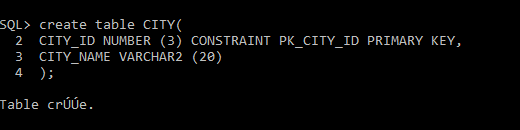 SQL> create table CITY(
  2  CITY_ID NUMBER (3) CONSTRAINT PK_CITY_ID PRIMARY KEY,
  3  CITY_NAME VARCHAR2 (20)
  4  );
Table crÚÚe.